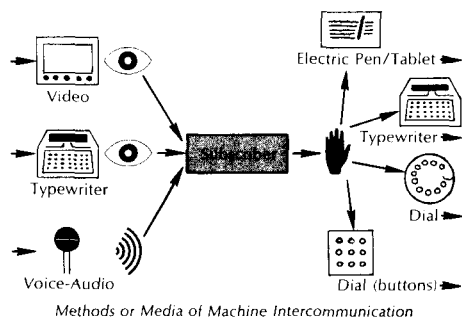 Video
Typewriter
Voice-Audio
Subscriber
Electric Pen/Tablet
Typewriter
Dial
Dial (buttons)
Methods or Media of Machine Intercommunication